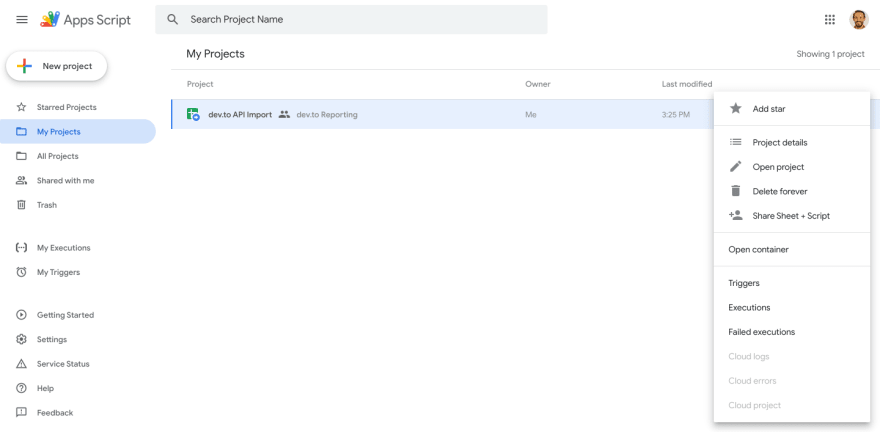 Apps Script
Search Project Name
New project
Starred Projects
My Projects
All Projects
Shared with me
Trash
My Executions
My Triggers
Getting Started
Settings
Service Status
Help
Feedback
My Projects
Showing 1 project
Project Owner Last modified
dev.to API Import dev.to Reporting Me 3:25 PM
Add star
Project details
Open project
Delete forever
Share Sheet + Script
Open container
Triggers
Executions
Failed executions
Cloud logs
Cloud errors
Cloud project